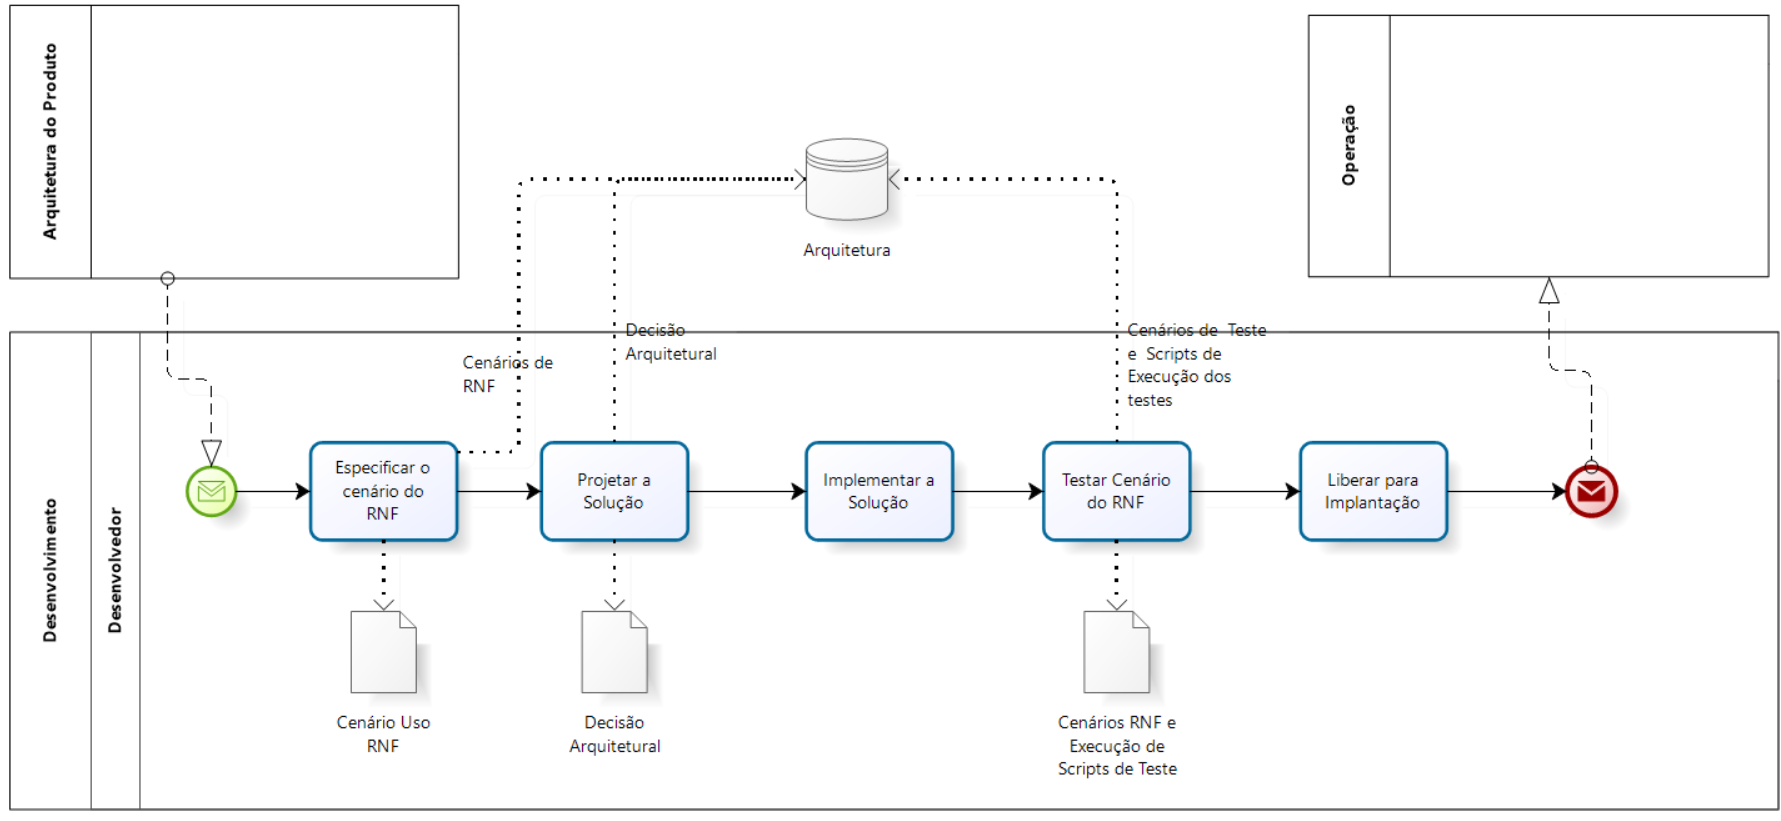 Arquitetura do Produto
Operação
Arquitetura
Decisão
Arquitetural
Cenários de
RNF
Cenários de  Teste
e  Scripts de
Execução dos
testes
Desenvolvimento
Desenvolvedor
Especificar o
cenário do
RNF
Projetar a
Solução
Implementar a
Solução
Testar Cenário
do RNF
Liberar para
Implantação
Cenário Uso
RNF
Decisão
Arquitetural
Cenários RNF e
Execução de
Scripts de Teste